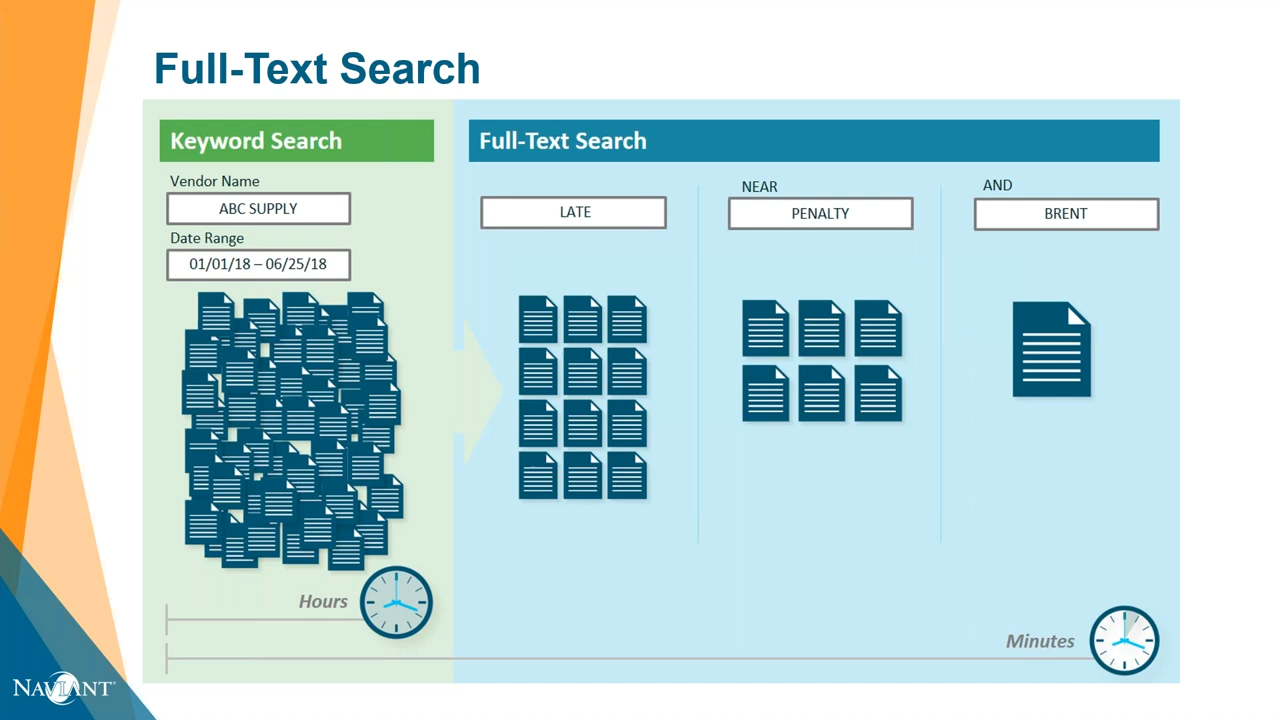 Full-Text Search
Keyword Search
Vendor Name
ABC SUPPLY
Date Range
01/01/18 – 06/25/18
Hours
Full-Text Search
LATE
NEAR
PENALTY
AND
BRENT
Minutes
NAVIANT®